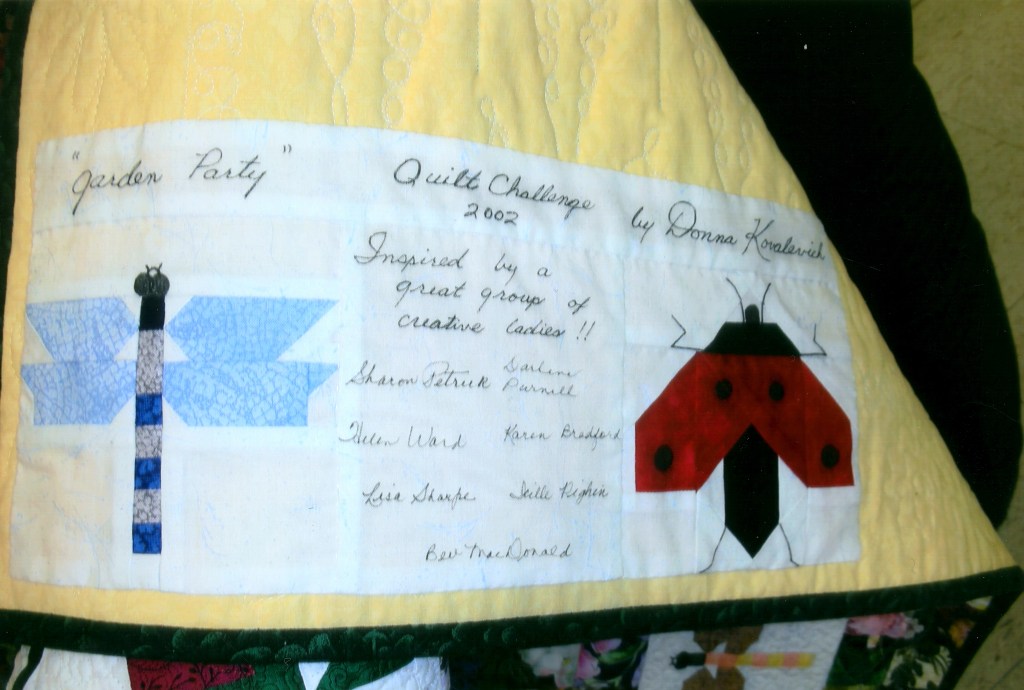 "Garden Party"
Quilt Challenge
2002
by Donna Kovalevich
Inspired by a
great group of
creative ladies!!
Sharon Petruk
Darlene
Purnell
Helen Ward
Karen Bradford
Lisa Sharpe
Bev MacDonald